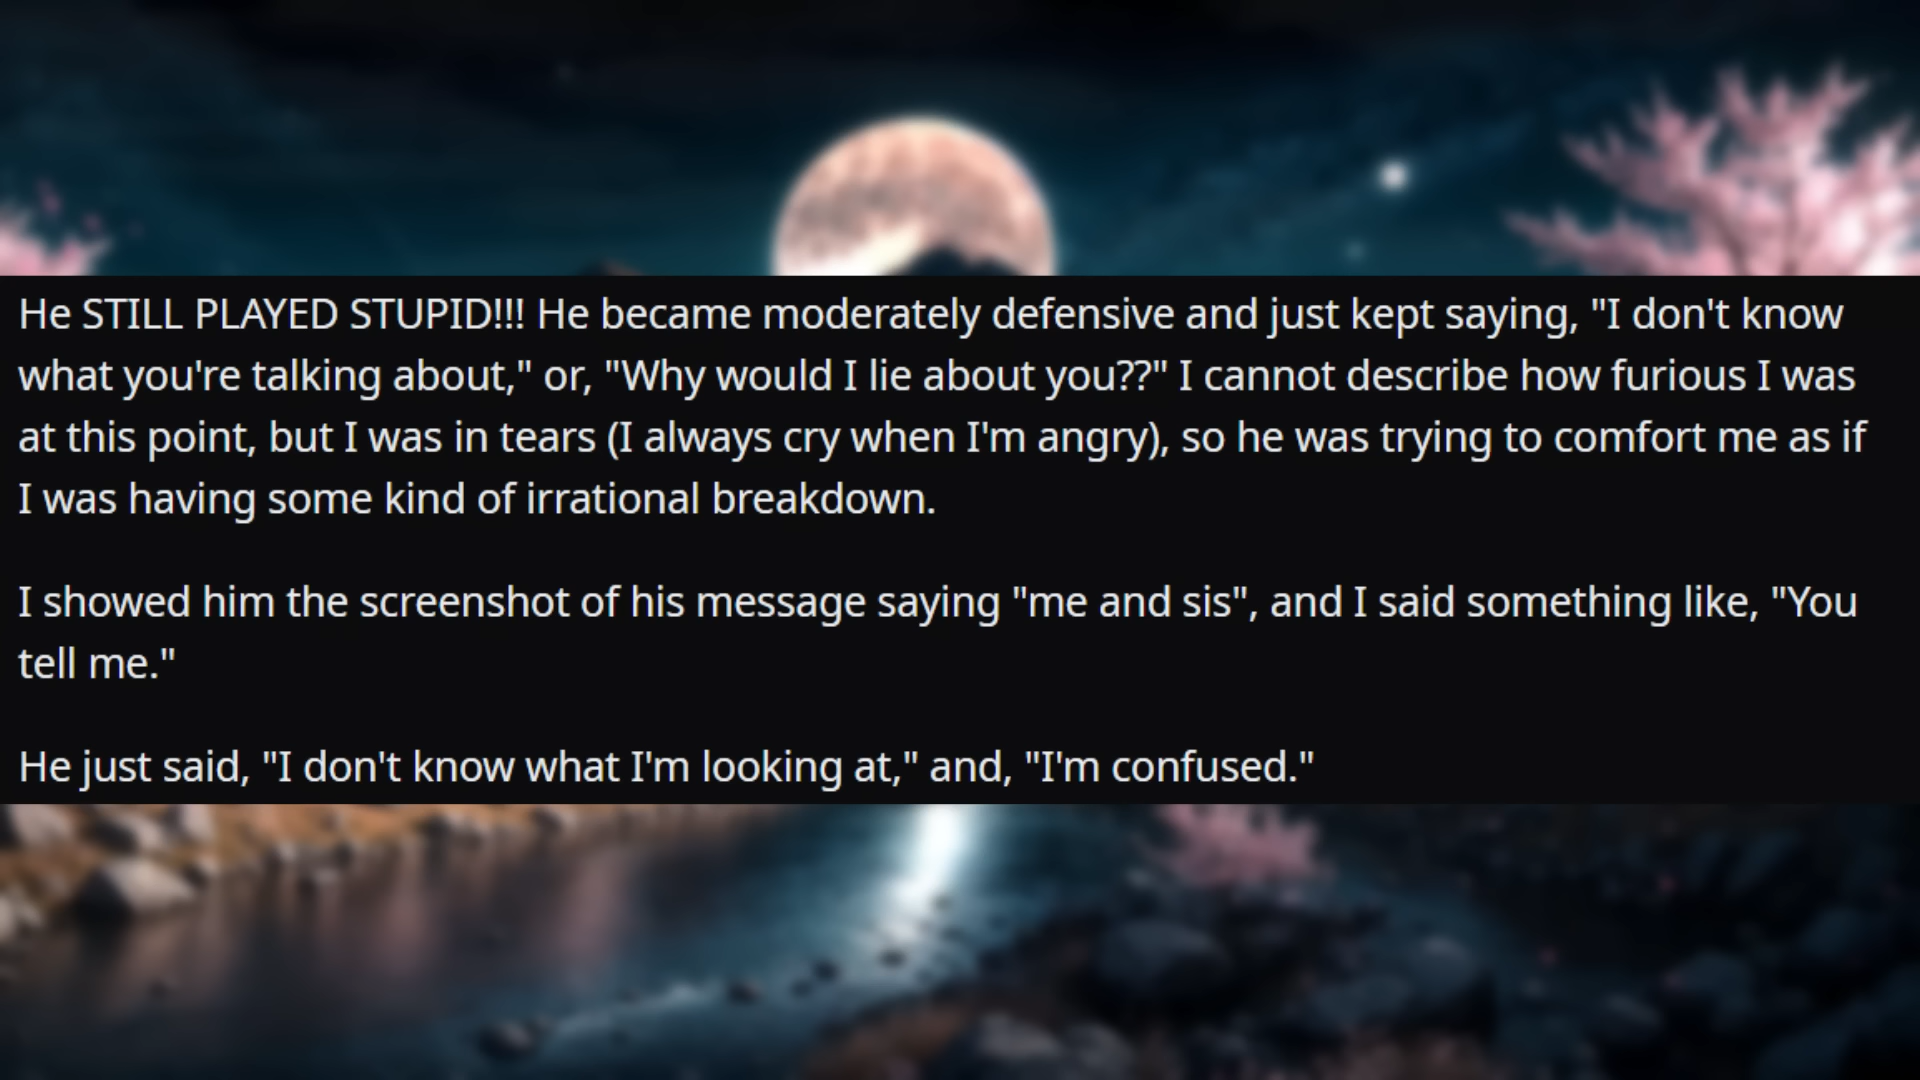 He STILL PLAYED STUPID!!! He became moderately defensive and just kept saying, "I don't know
what you're talking about," or, "Why would I lie about you??" I cannot describe how furious I was
at this point, but I was in tears (I always cry when I'm angry), so he was trying to comfort me as if
I was having some kind of irrational breakdown.
I showed him the screenshot of his message saying "me and sis", and I said something like, "You
tell me."
He just said, "I don't know what I'm looking at," and, "I'm confused."